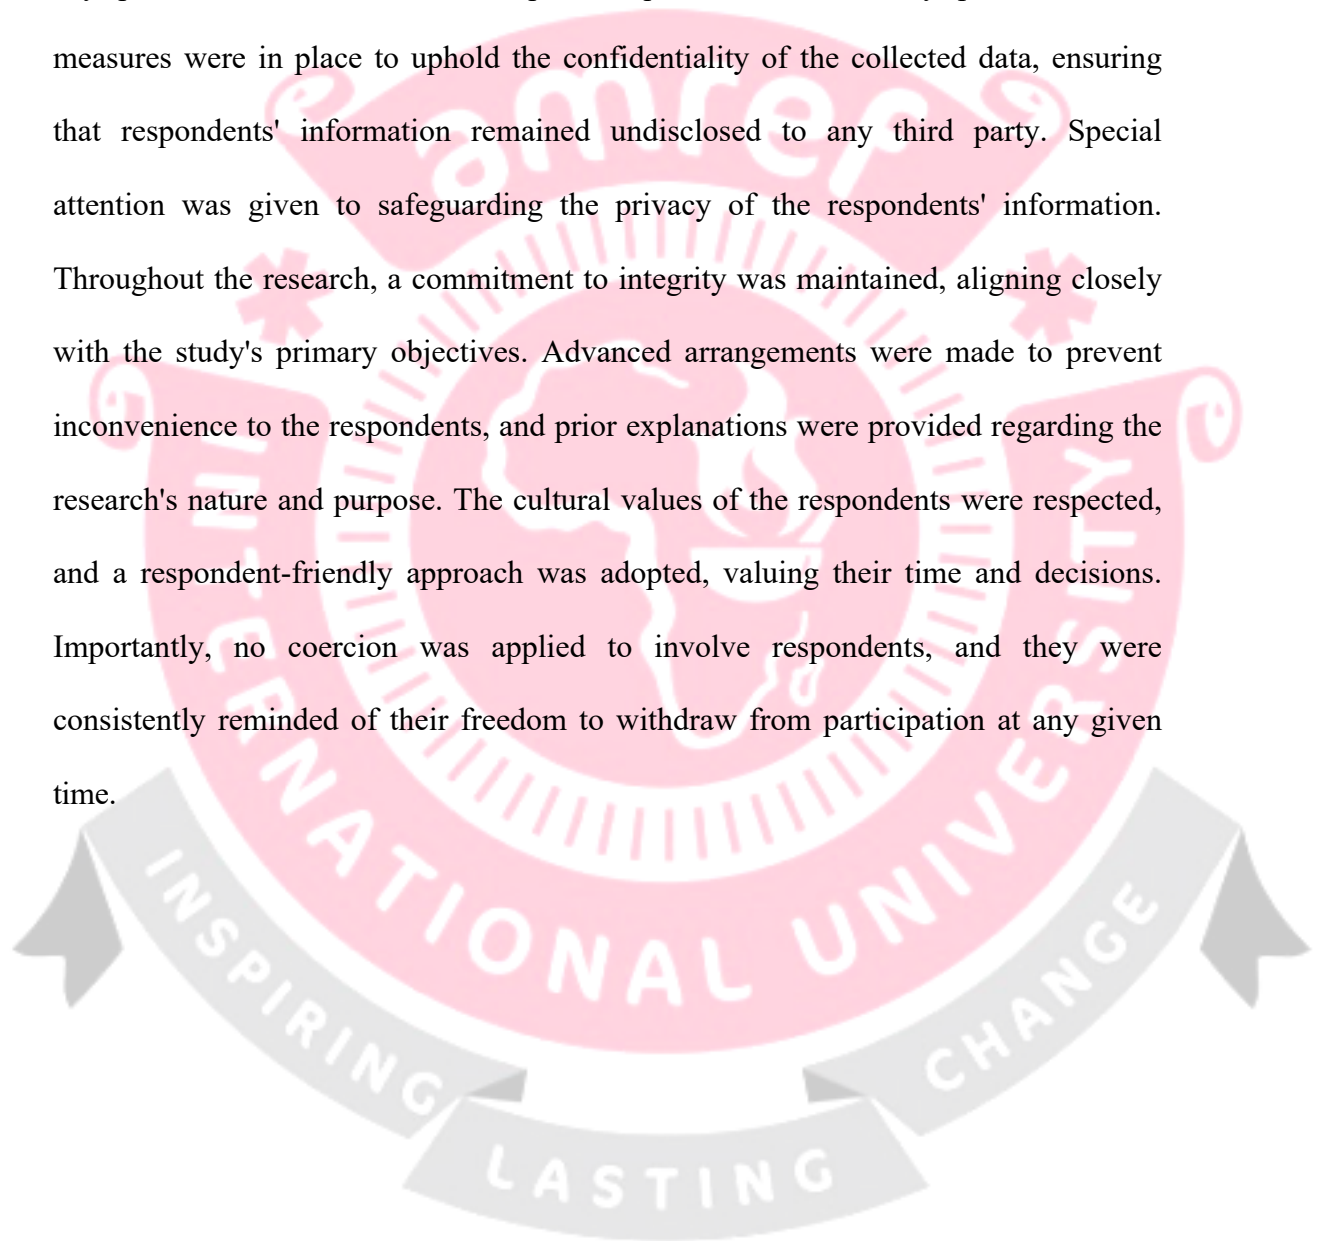 measures were in place to uphold the confidentiality of the collected data, ensuring
that respondents' information remained undisclosed to any third party. Special
attention was given to safeguarding the privacy of the respondents' information.
Throughout the research, a commitment to integrity was maintained, aligning closely
with the study's primary objectives. Advanced arrangements were made to prevent
inconvenience to the respondents, and prior explanations were provided regarding the
research's nature and purpose. The cultural values of the respondents were respected,
and a respondent-friendly approach was adopted, valuing their time and decisions.
Importantly, no coercion was applied to involve respondents, and they were
consistently reminded of their freedom to withdraw from participation at any given
time.
amref
INTERNATIONAL UNIVERSITY
INSPIRING
LASTING
CHANGE